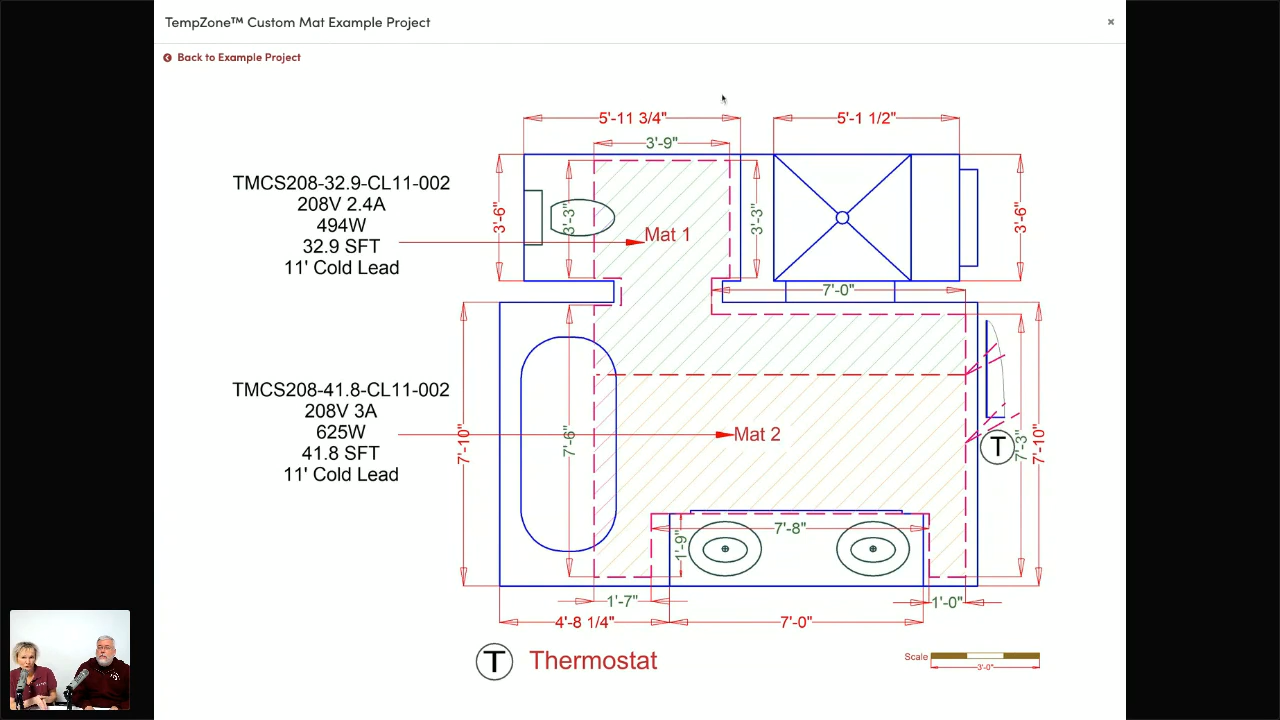 TempZone™ Custom Mat Example Project
×
Back to Example Project
5'-11 3/4"
5'-1 1/2"
3'-9"
TMCS208-32.9-CL11-002
208V 2.4A
494W
32.9 SFT
11' Cold Lead
3'-6"
3'-3"
Mat 1
3'-3"
3'-6"
7'-0"
TMCS208-41.8-CL11-002
208V 3A
625W
41.8 SFT
11' Cold Lead
7'-10"
7'-6"
Mat 2
T
7'-3"
7'-10"
1'-9"
7'-8"
1'-7"
1'-0"
4'-8 1/4"
7'-0"
T Thermostat
Scale
3'-0"